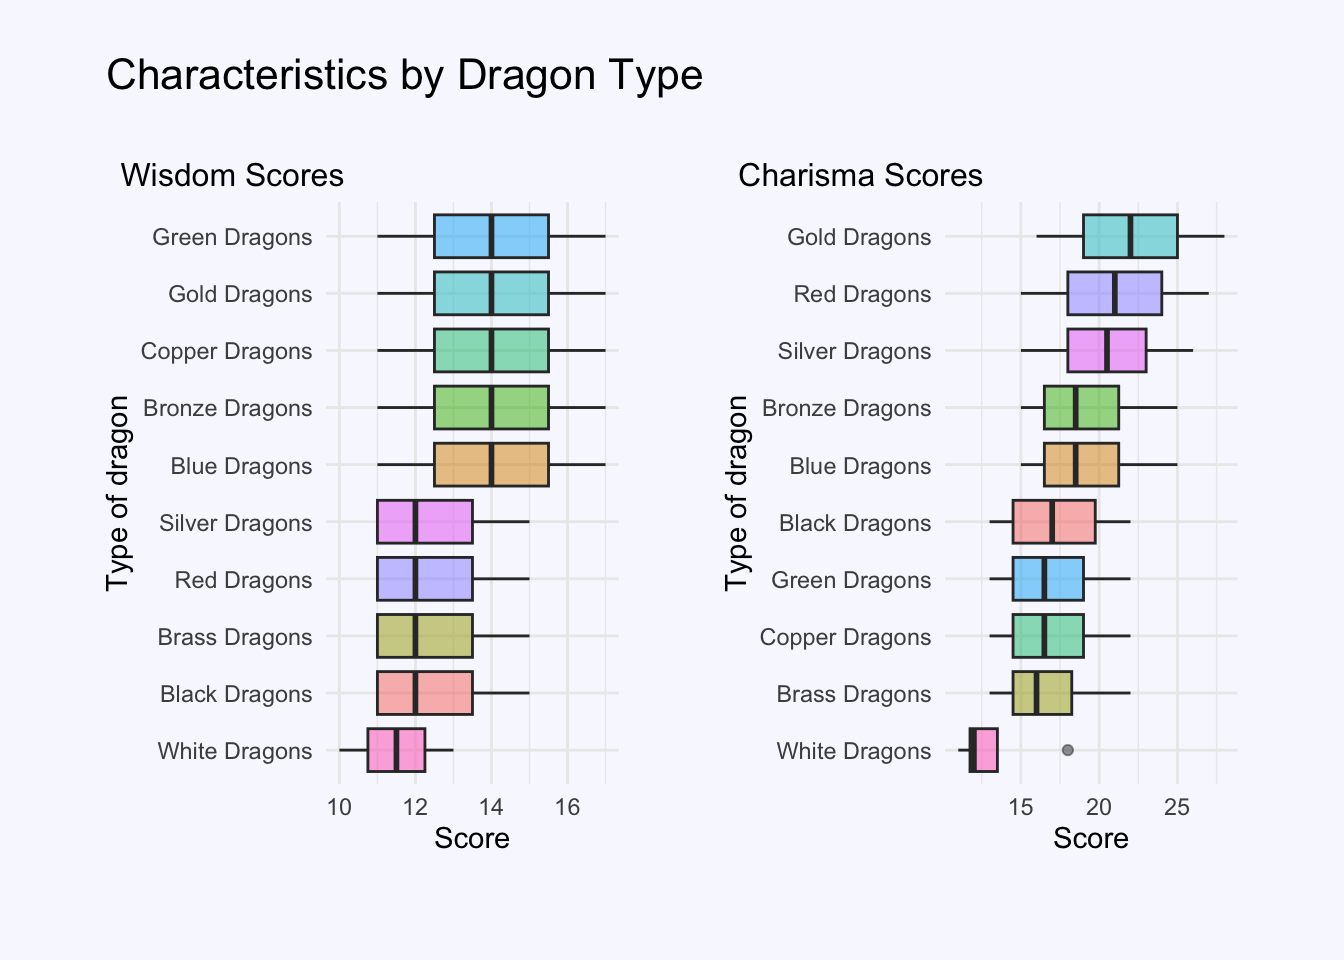 Characteristics by Dragon Type
Wisdom Scores
Type of dragon
Green Dragons
Gold Dragons
Copper Dragons
Bronze Dragons
Blue Dragons
Silver Dragons
Red Dragons
Brass Dragons
Black Dragons
White Dragons
10 12 14 16
Score
Charisma Scores
Type of dragon
Gold Dragons
Red Dragons
Silver Dragons
Bronze Dragons
Blue Dragons
Black Dragons
Green Dragons
Copper Dragons
Brass Dragons
White Dragons
15 20 25
Score